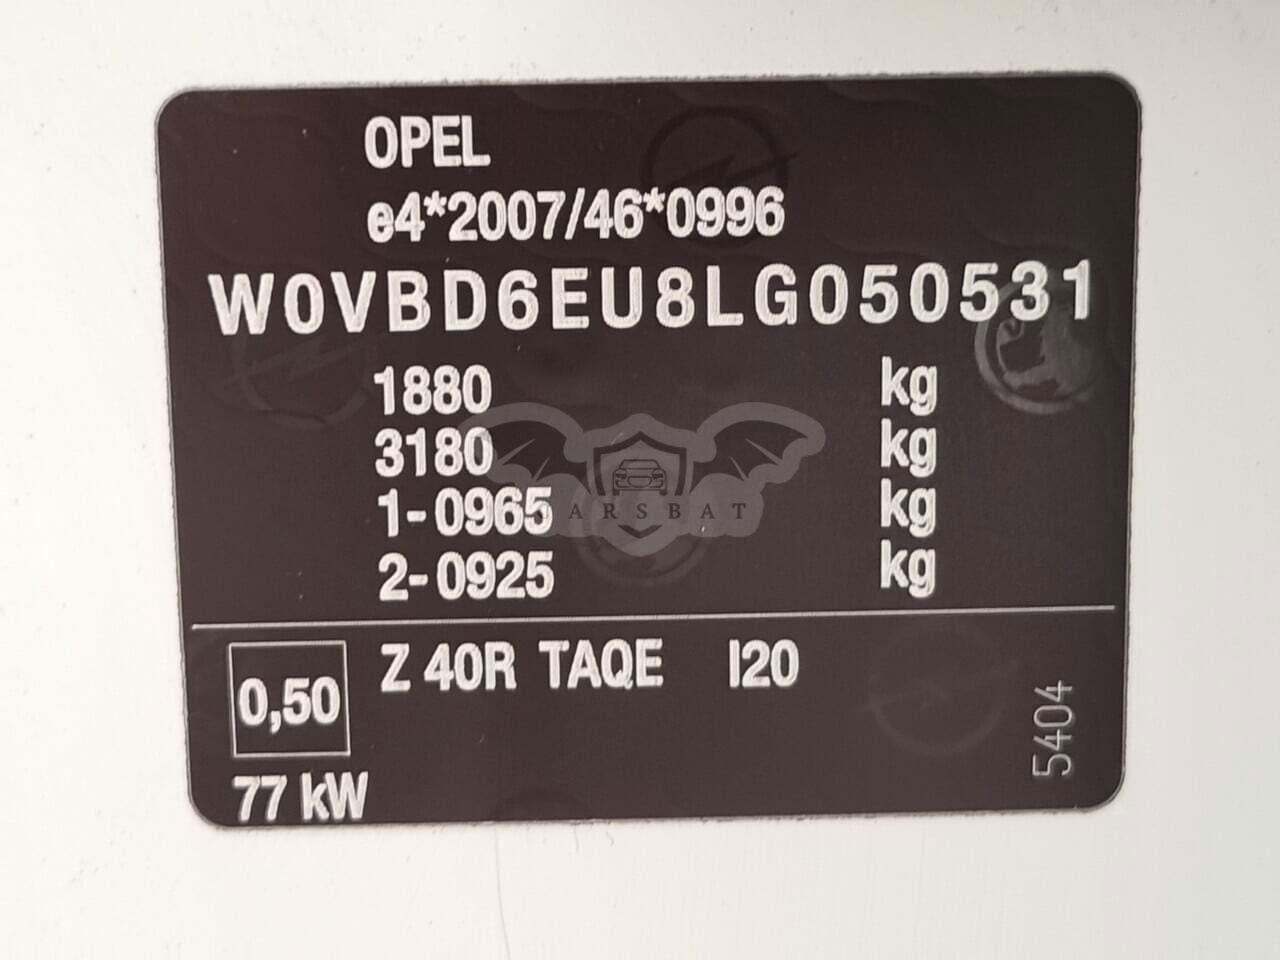 OPEL
e4*2007/46*0996
W0VBD6EU8LG050531
1880 kg
3180 kg
1-0965 kg
2-0925 kg
CARSBAT
Z 40R TAQE I20
0,50
77 kW
5404